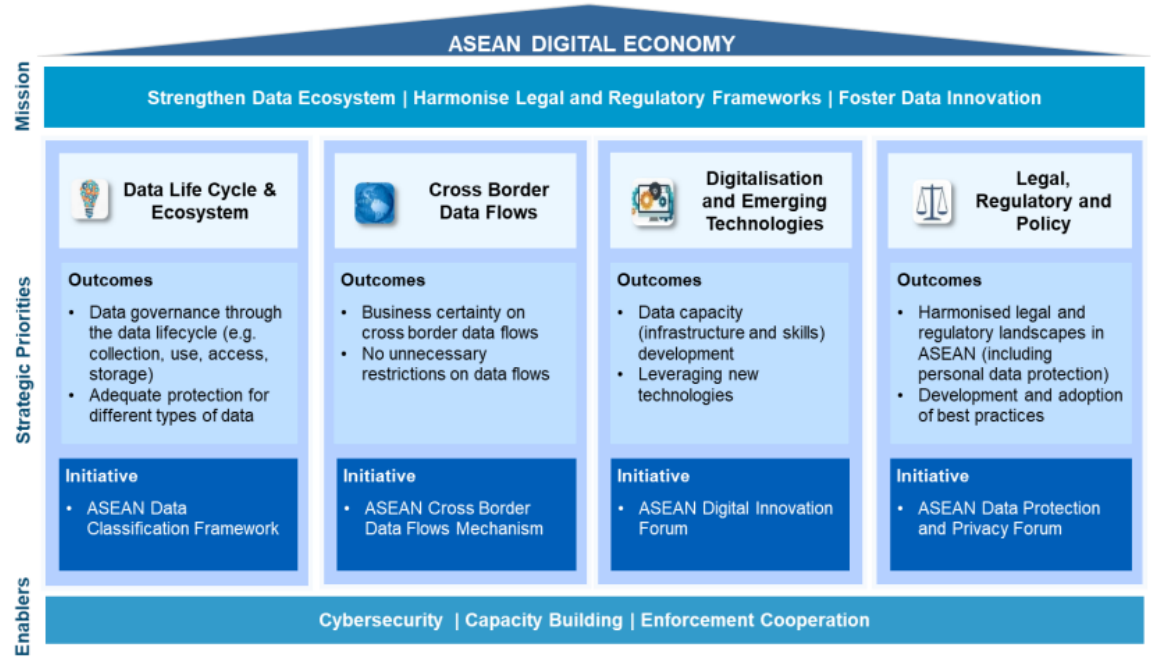 ASEAN DIGITAL ECONOMY
Mission
Strengthen Data Ecosystem | Harmonise Legal and Regulatory Frameworks | Foster Data Innovation
Strategic Priorities
Data Life Cycle &
Ecosystem
Outcomes
• Data governance through
the data lifecycle (e.g.
collection, use, access,
storage)
• Adequate protection for
different types of data
Initiative
• ASEAN Data
Classification Framework
Cross Border
Data Flows
Outcomes
• Business certainty on
cross border data flows
• No unnecessary
restrictions on data flows
Initiative
• ASEAN Cross Border
Data Flows Mechanism
Digitalisation
and Emerging
Technologies
Outcomes
• Data capacity
(infrastructure and skills)
development
• Leveraging new
technologies
Initiative
• ASEAN Digital Innovation
Forum
Legal,
Regulatory and
Policy
Outcomes
• Harmonised legal and
regulatory landscapes in
ASEAN (including
personal data protection)
• Development and adoption
of best practices
Initiative
• ASEAN Data Protection
and Privacy Forum
Enablers
Cybersecurity | Capacity Building | Enforcement Cooperation